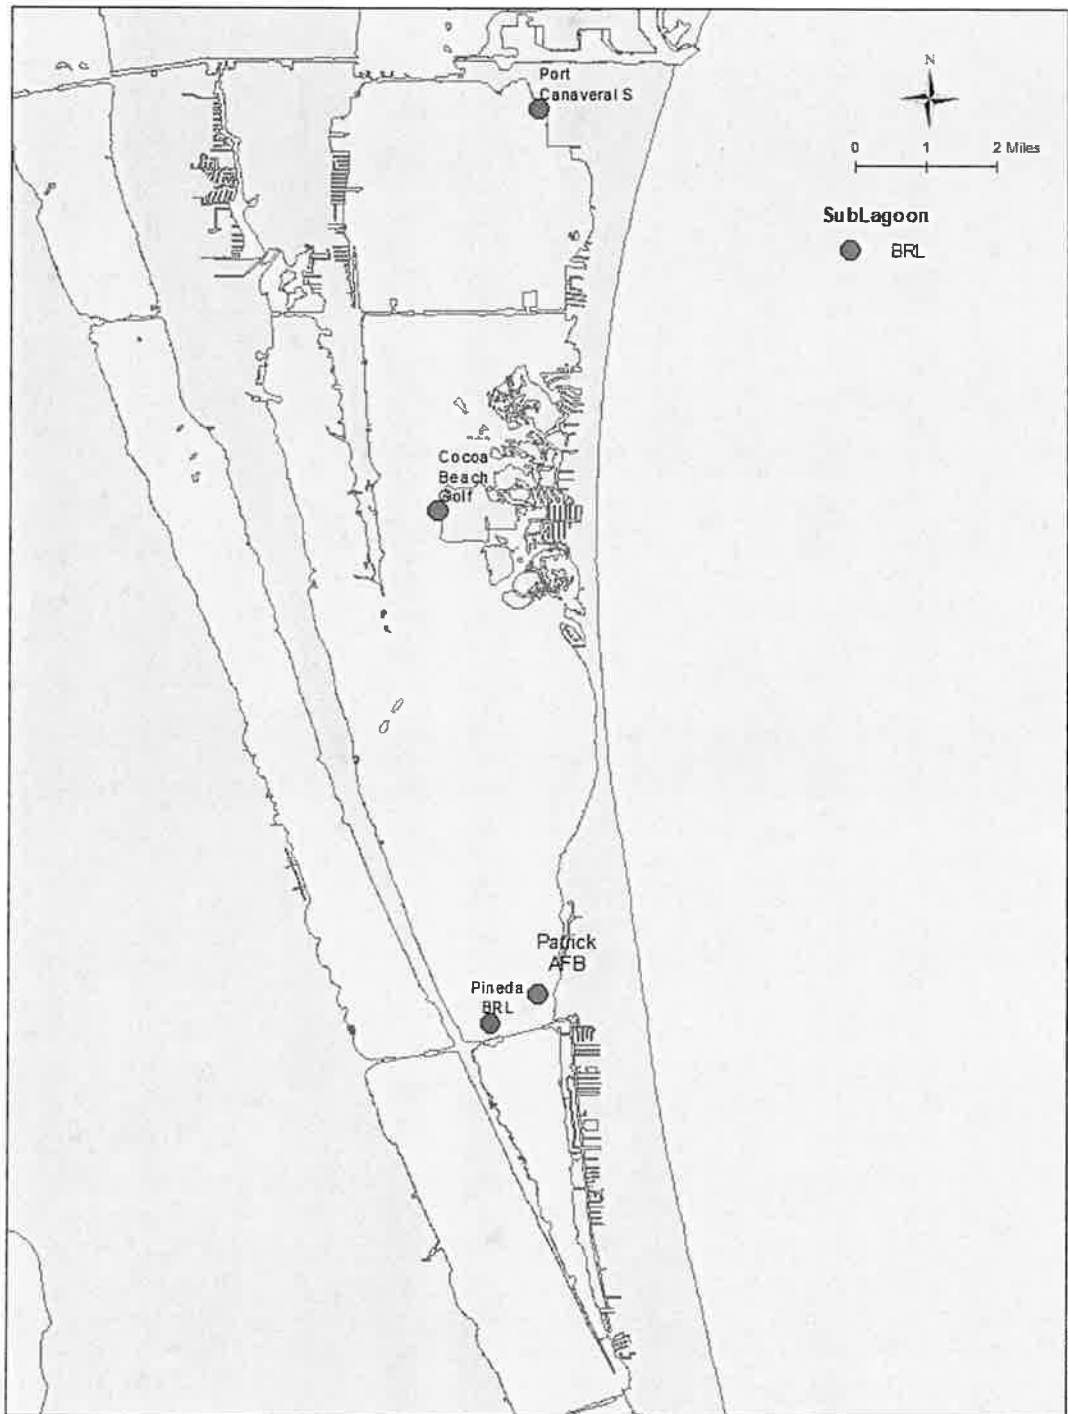 Port
Canaveral S
N
0 1 2 Miles
SubLagoon
BRL
Cocoa
Beach
Golf
Patrick
AFB
Pineda
BRL